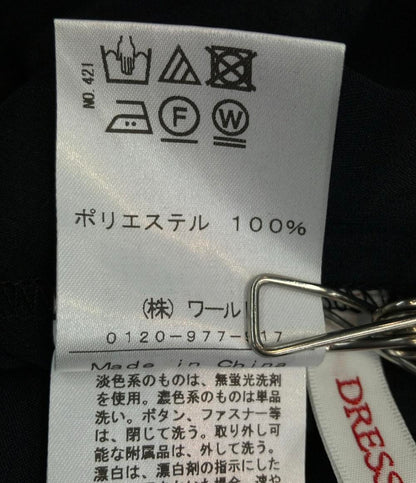 NO. 421
F W
ポリエステル 100%
(株) ワール
0120-977-
Made in China
淡色系のものは、無蛍光洗剤
を使用。濃色系のものは単品
洗い。ボタン、ファスナー等
は、閉じて洗う。取り外し可
能な附属品は、外して洗う。
漂白は、漂白剤の指示にした
DRESS